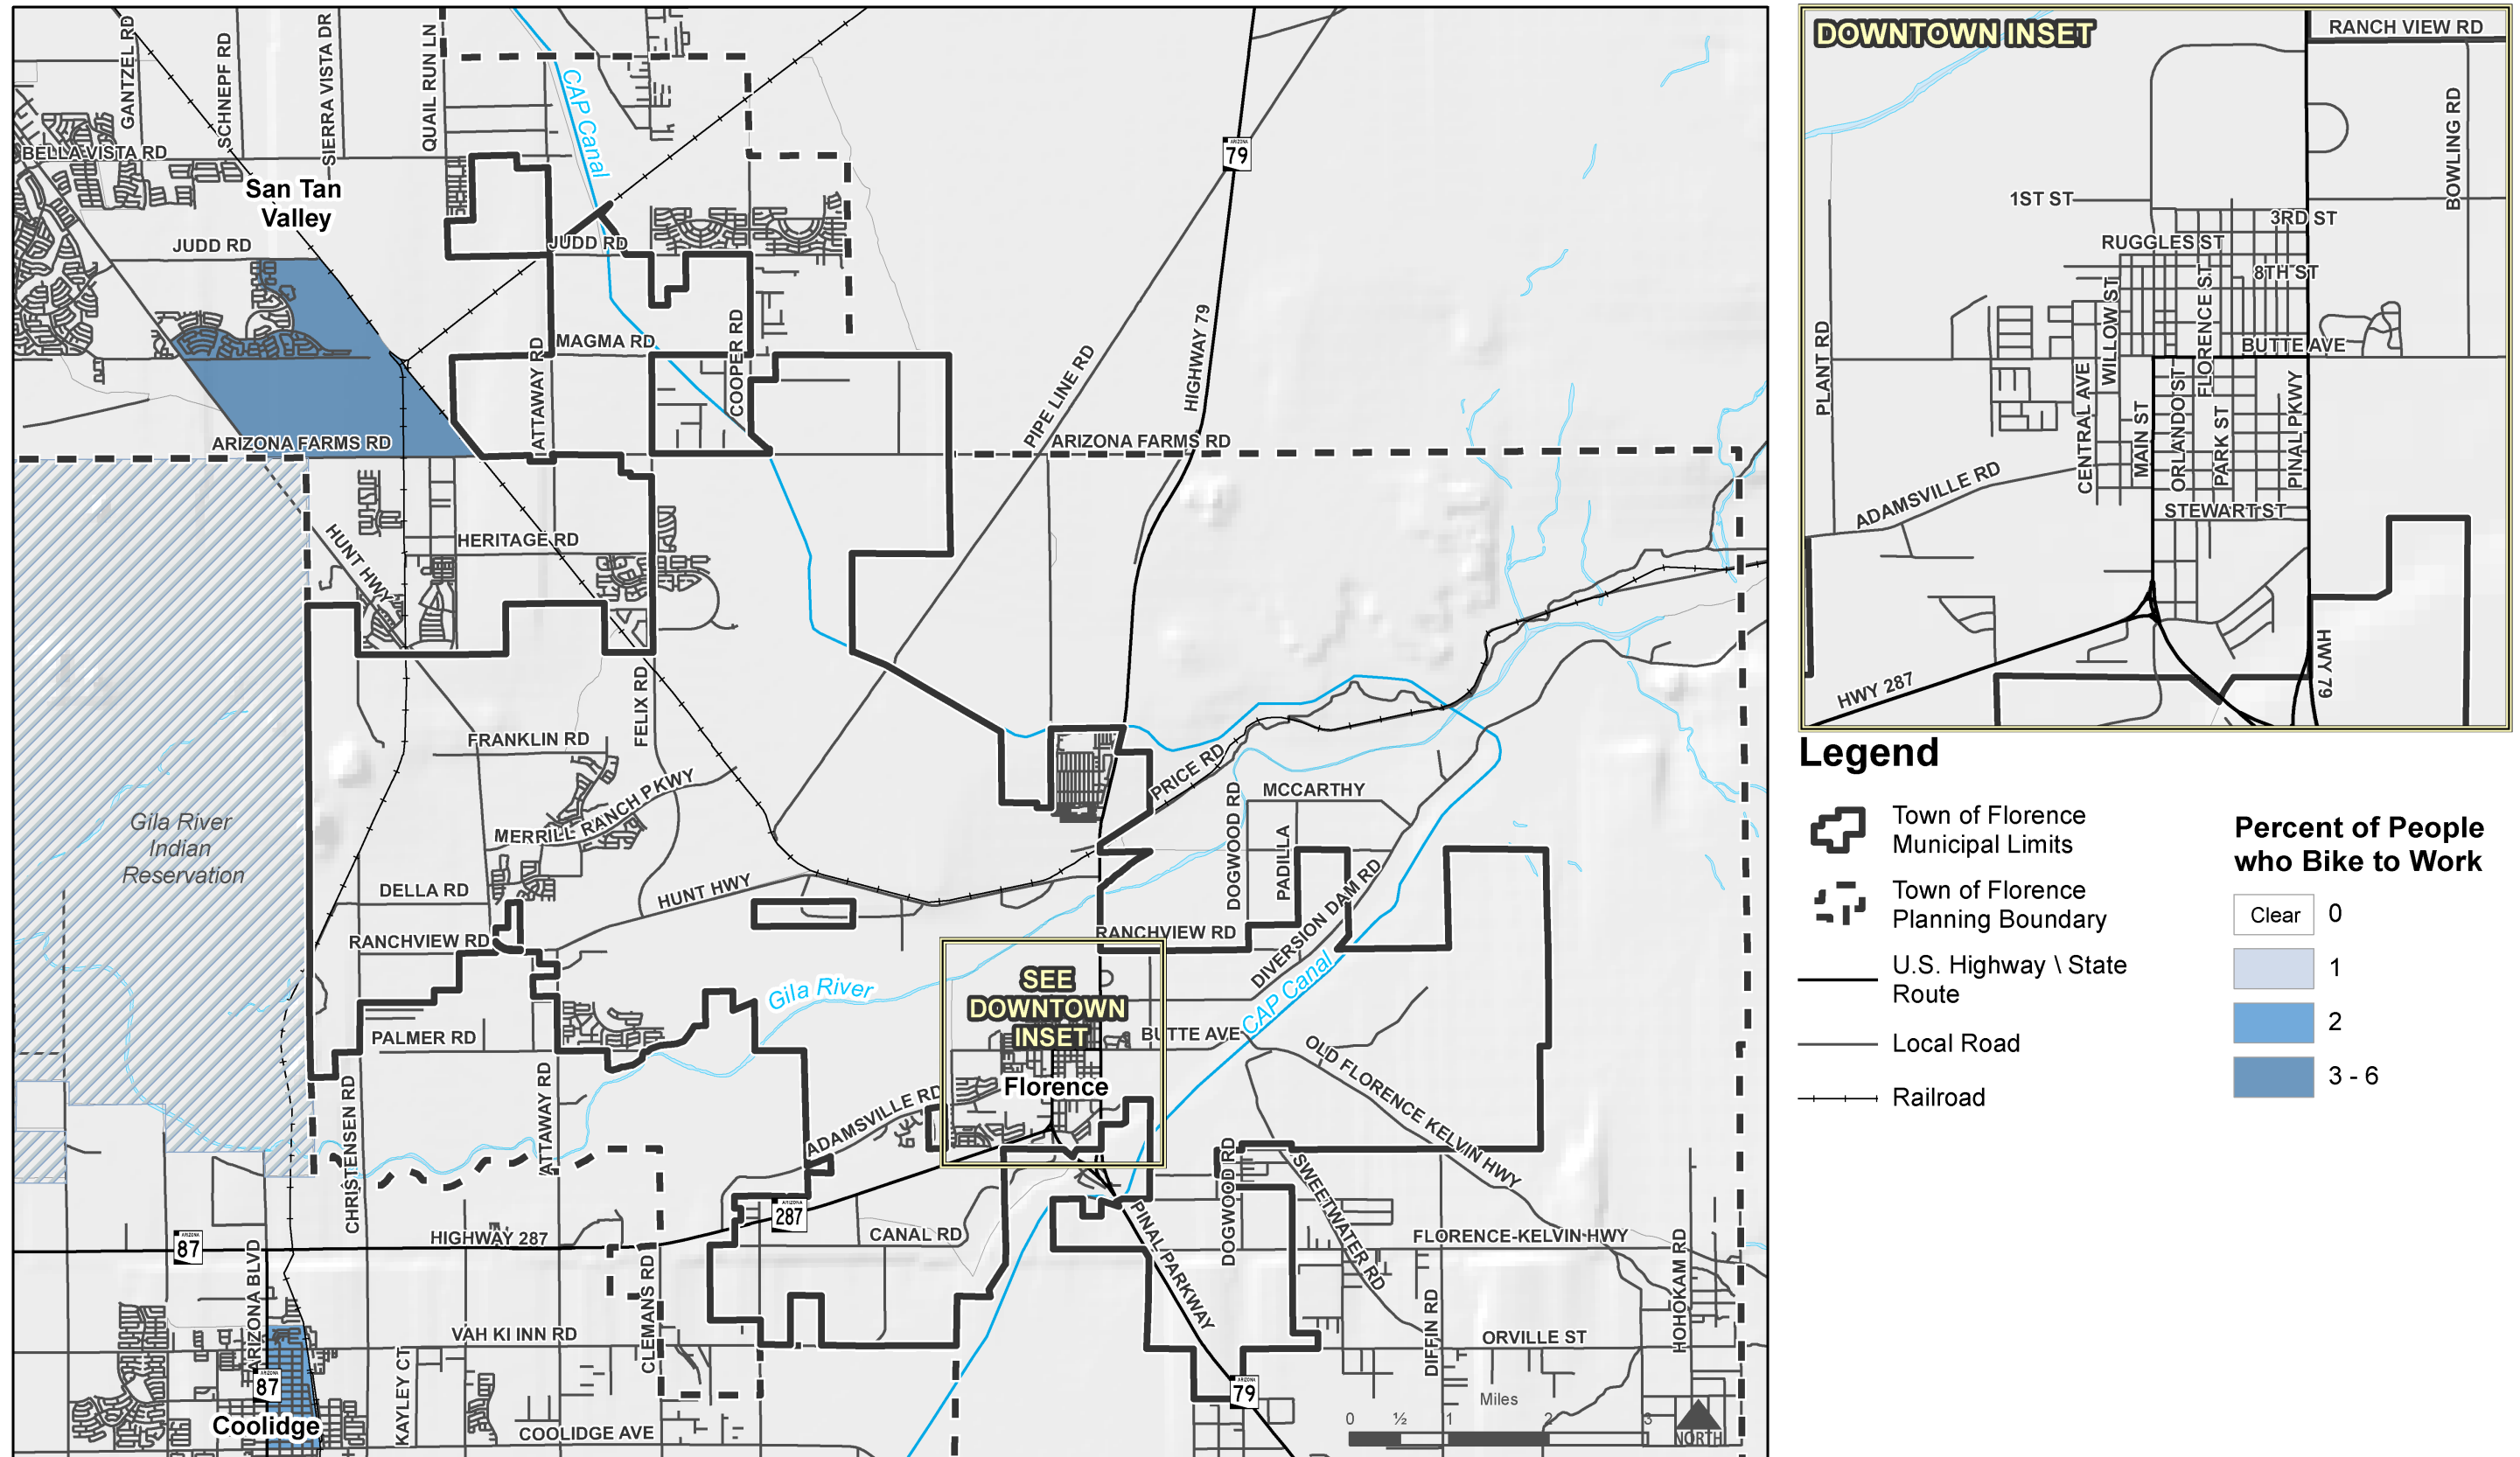 GANTZEL RD
SCHNEPF RD
SIERRA VISTA DR
QUAIL RUN LN
CAP Canal
BELLA VISTA RD
San Tan
Valley
JUDD RD
JUDD RD
ARIZONA
79
MAGMA RD
COOPER RD
ATTAWAY RD
HIGHWAY 79
PIPE LINE RD
ARIZONA FARMS RD
ARIZONA FARMS RD
HUNT HWY
HERITAGE RD
FELIX RD
FRANKLIN RD
MERRILL RANCH PKWY
PRICE RD
MCCARTHY
DOGWOOD RD
PADILLA
Gila River
Indian
Reservation
DELLA RD
HUNT HWY
DIVERSION DAM RD
RANCHVIEW RD
RANCHVIEW RD
Gila River
SEE
DOWNTOWN
INSET
CAP Canal
PALMER RD
BUTTE AVE
OLD FLORENCE KELVIN HWY
Florence
CHRISTENSEN RD
ATTAWAY RD
ADAMSVILLE RD
DOGWOOD RD
SWEETWATER RD
ARIZONA
287
ARIZONA
87
HIGHWAY 287
CANAL RD
PINAL PARKWAY
FLORENCE-KELVIN HWY
HOHOKAM RD
ARIZONA BLVD
CLEMANS RD
VAH KI INN RD
DIFFIN RD
ORVILLE ST
ARIZONA
87
KAYLEY CT
ARIZONA
79
Coolidge
COOLIDGE AVE
Miles
0 ½ 1 2 3
NORTH
DOWNTOWN INSET
RANCH VIEW RD
BOWLING RD
1ST ST
3RD ST
RUGGLES ST
8TH ST
WILLOW ST
FLORENCE ST
PLANT RD
BUTTE AVE
CENTRAL AVE
MAIN ST
ORLANDO ST
PARK ST
PINAL PKWY
ADAMSVILLE RD
STEWART ST
HWY 287
HWY 79
Legend
Town of Florence
Municipal Limits
Town of Florence
Planning Boundary
U.S. Highway \ State
Route
Local Road
Railroad
Percent of People
who Bike to Work
Clear 0
1
2
3 - 6